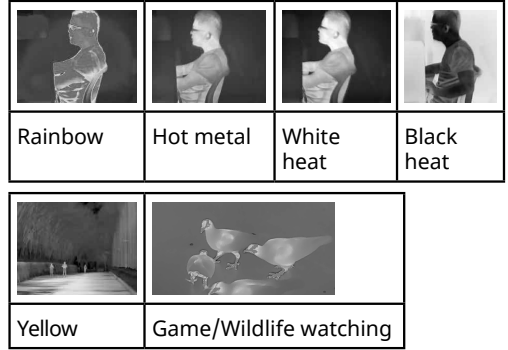 Rainbow
Hot metal
White
heat
Black
heat
Yellow
Game/Wildlife watching